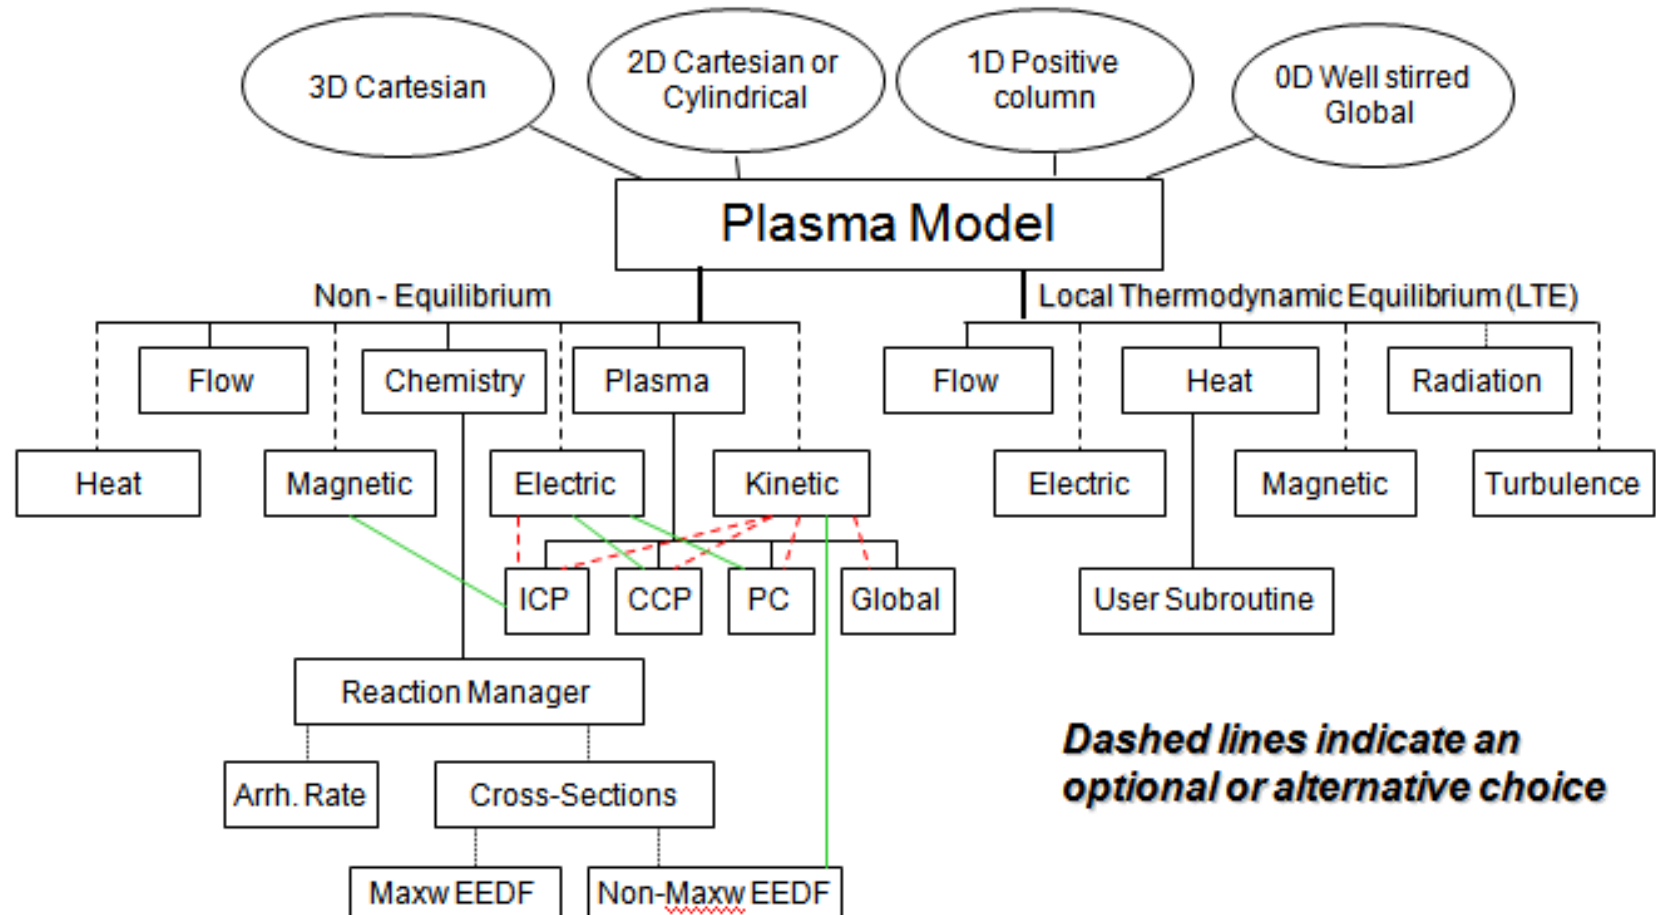 3D Cartesian
2D Cartesian or
Cylindrical
1D Positive
column
0D Well stirred
Global
Plasma Model
Non - Equilibrium
Local Thermodynamic Equilibrium (LTE)
Flow
Chemistry
Plasma
Flow
Heat
Radiation
Heat
Magnetic
Electric
Kinetic
Electric
Magnetic
Turbulence
ICP
CCP
PC
Global
User Subroutine
Reaction Manager
Arrh. Rate
Cross-Sections
Maxw EEDF
Non-Maxw EEDF
Dashed lines indicate an
optional or alternative choice